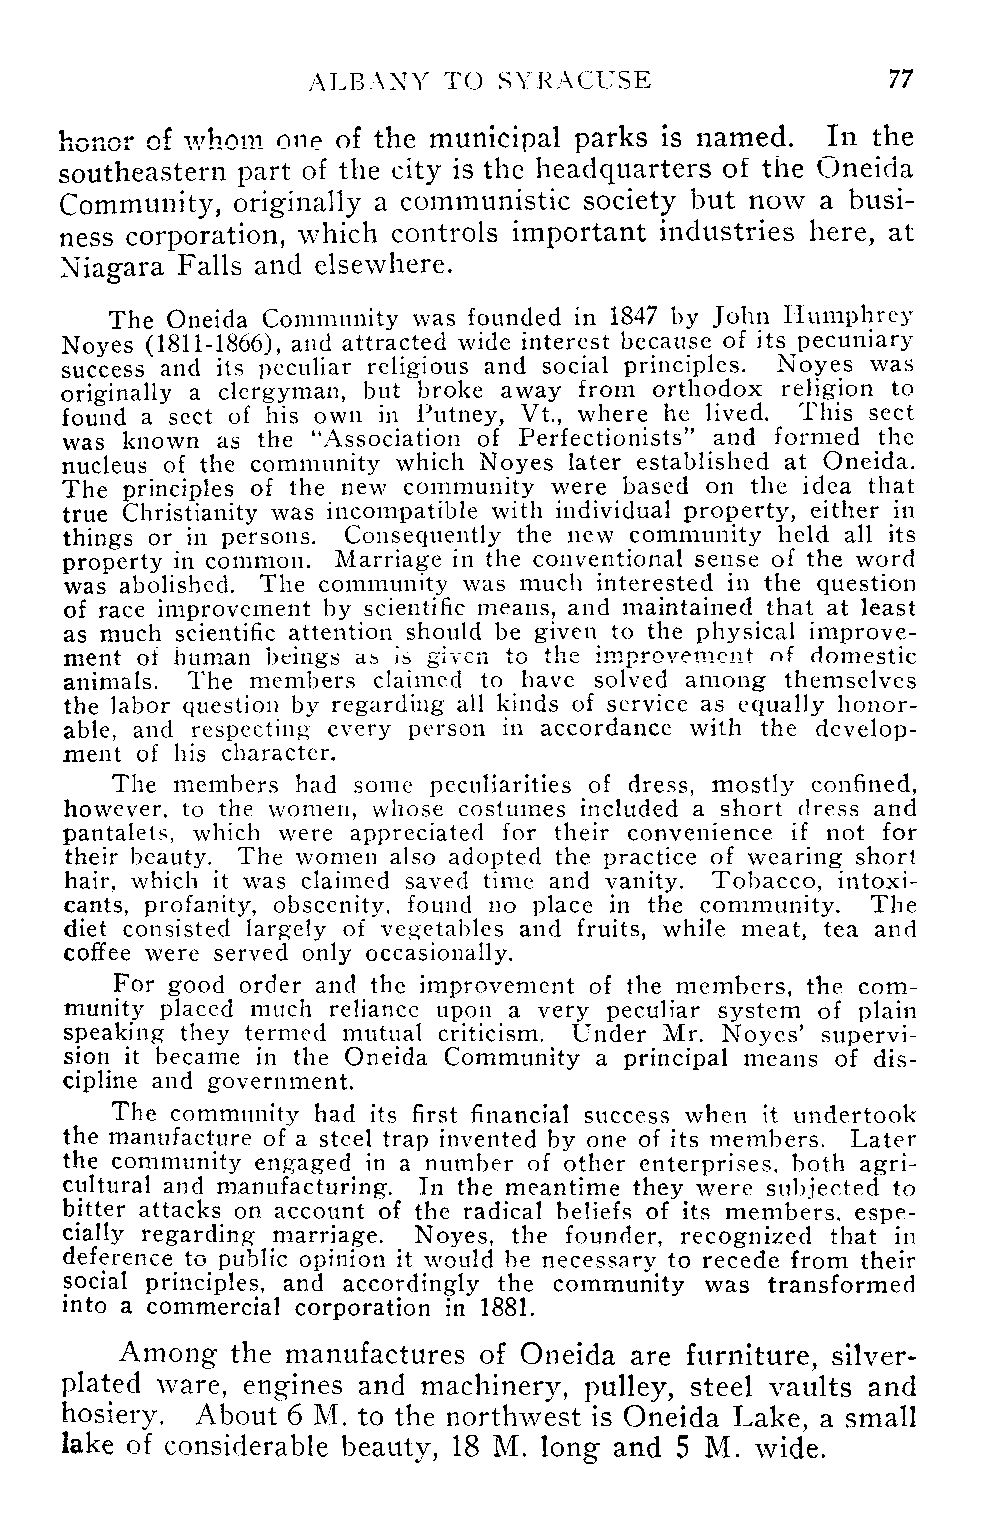 ALBANY TO SYRACUSE 77
honor of whom one of the municipal parks is named. In the
southeastern part of the city is the headquarters of the Oneida
Community, originally a communistic society but now a busi-
ness corporation, which controls important industries here, at
Niagara Falls and elsewhere.
The Oneida Community was founded in 1847 by John Humphrey
Noyes (1811-1866), and attracted wide interest because of its pecuniary
success and its peculiar religious and social principles. Noyes was
originally a clergyman, but broke away from orthodox religion to
found a sect of his own in Putney, Vt., where he lived. This sect
was known as the "Association of Perfectionists" and formed the
nucleus of the community which Noyes later established at Oneida.
The principles of the new community were based on the idea that
true Christianity was incompatible with individual property, either in
things or in persons. Consequently the new community held all its
property in common. Marriage in the conventional sense of the word
was abolished. The community was much interested in the question
of race improvement by scientific means, and maintained that at least
as much scientific attention should be given to the physical improve-
ment of human beings as is given to the improvement of domestic
animals. The members claimed to have solved among themselves
the labor question by regarding all kinds of service as equally honor-
able, and respecting every person in accordance with the develop-
ment of his character.
The members had some peculiarities of dress, mostly confined,
however, to the women, whose costumes included a short dress and
pantalets, which were appreciated for their convenience if not for
their beauty. The women also adopted the practice of wearing short
hair, which it was claimed saved time and vanity. Tobacco, intoxi-
cants, profanity, obscenity, found no place in the community. The
diet consisted largely of vegetables and fruits, while meat, tea and
coffee were served only occasionally.
For good order and the improvement of the members, the com-
munity placed much reliance upon a very peculiar system of plain
speaking they termed mutual criticism. Under Mr. Noyes' supervi-
sion it became in the Oneida Community a principal means of dis-
cipline and government.
The community had its first financial success when it undertook
the manufacture of a steel trap invented by one of its members. Later
the community engaged in a number of other enterprises, both agri-
cultural and manufacturing. In the meantime they were subjected to
bitter attacks on account of the radical beliefs of its members, espe-
cially regarding marriage. Noyes, the founder, recognized that in
deference to public opinion it would be necessary to recede from their
social principles, and accordingly the community was transformed
into a commercial corporation in 1881.
Among the manufactures of Oneida are furniture, silver-
plated ware, engines and machinery, pulley, steel vaults and
hosiery. About 6 M. to the northwest is Oneida Lake, a small
lake of considerable beauty, 18 M. long and 5 M. wide.